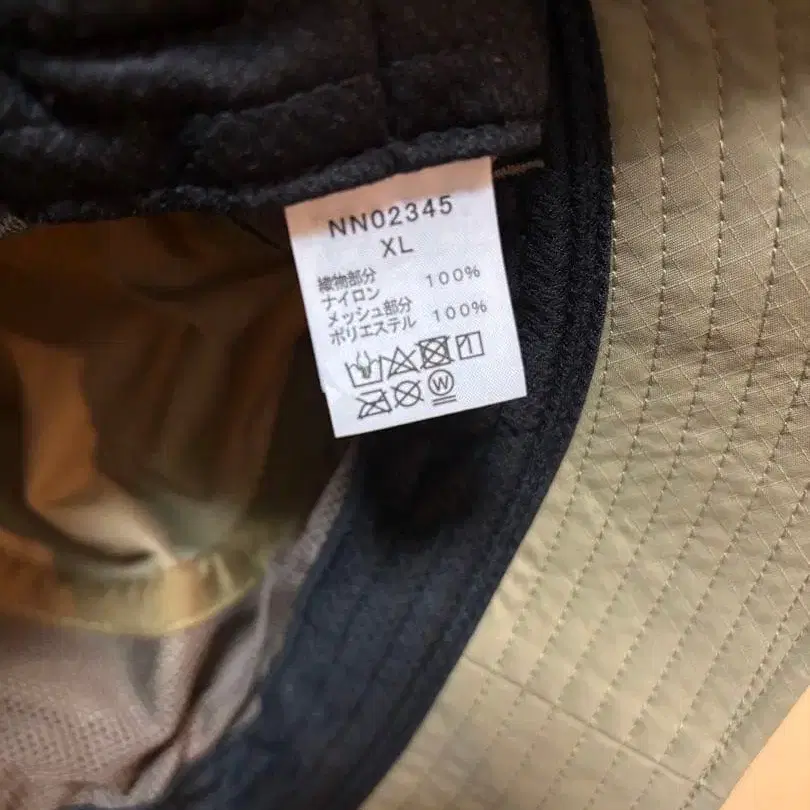 NN02345
XL
織物部分
ナイロン 100%
メッシュ部分
ポリエステル 100%
W